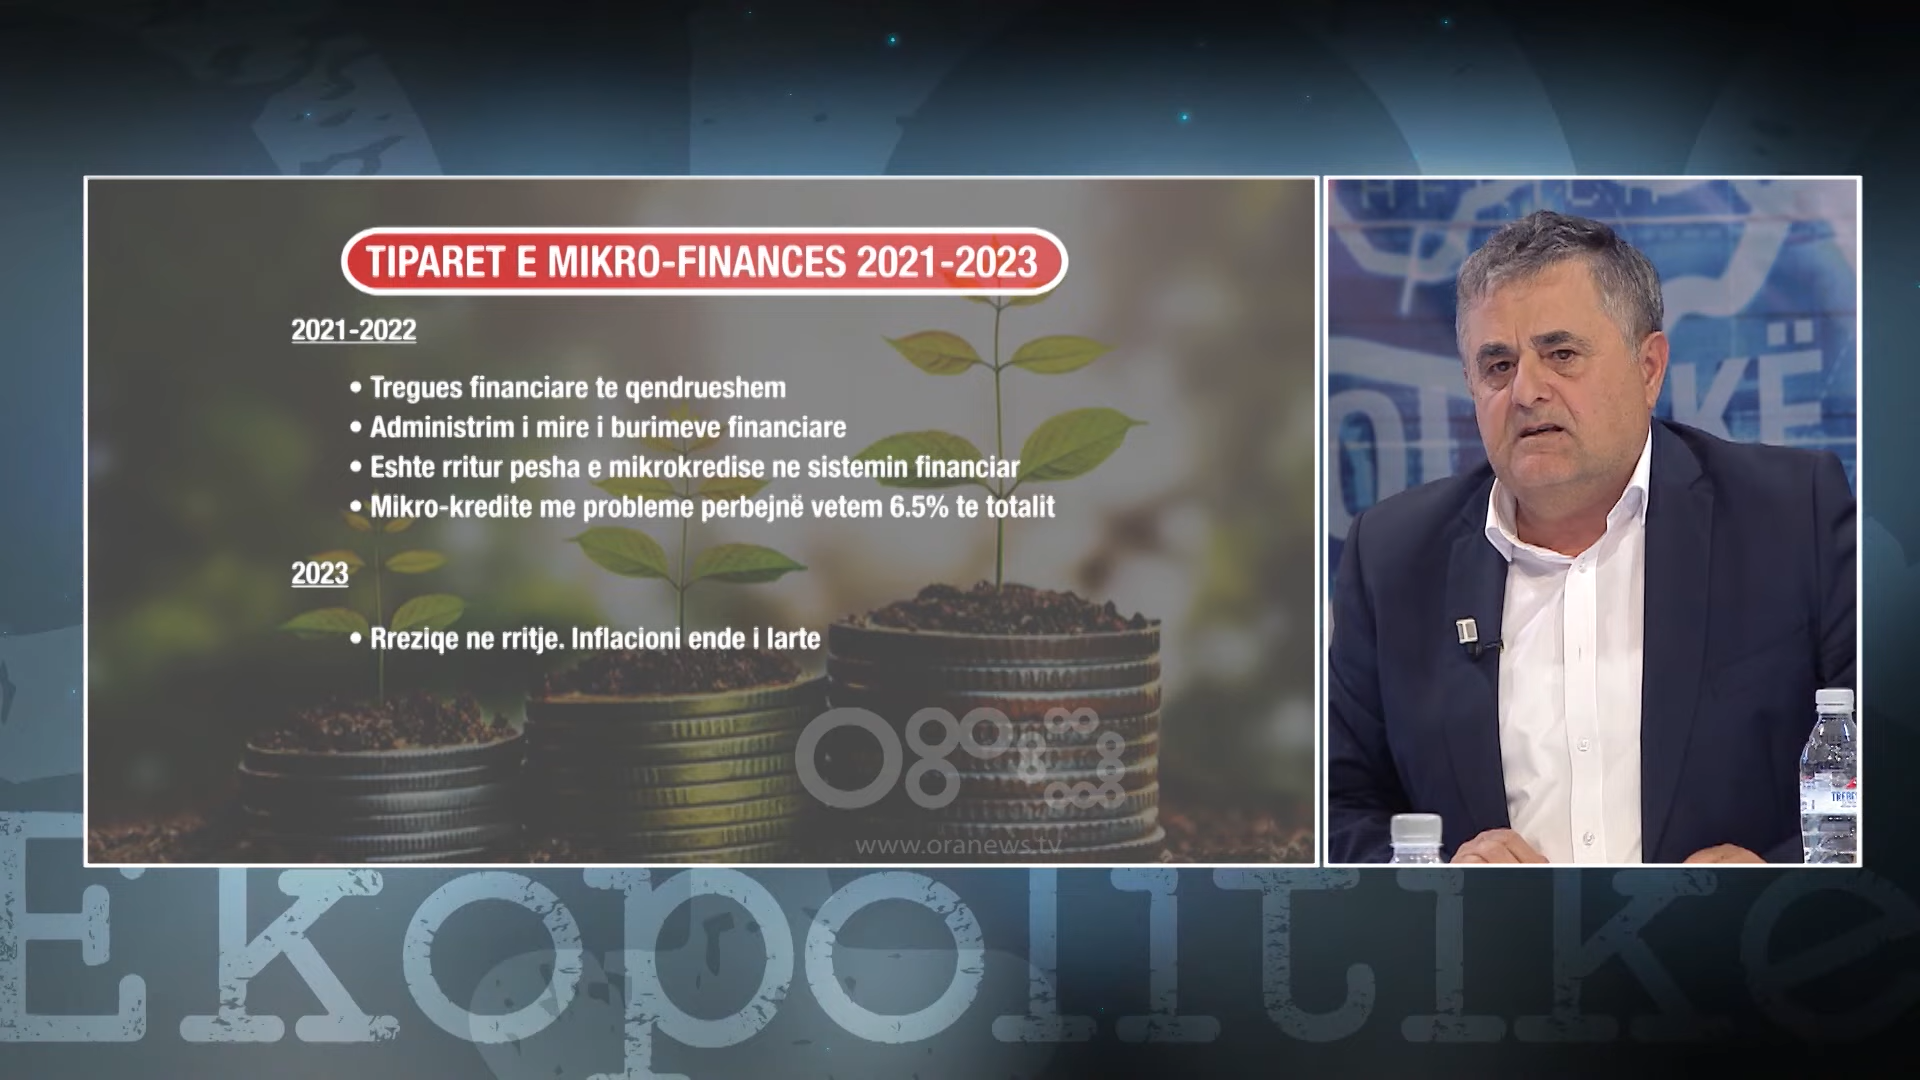 TIPARET E MIKRO-FINANCES 2021-2023
2021-2022
• Tregues financiare te qendrueshem
• Administrim i mire i burimeve financiare
• Eshte rritur pesha e mikrokredise ne sistemin financiar
• Mikro-kredite me probleme perbejnë vetem 6.5% te totalit
2023
• Rreziqe ne rritje. Inflacioni ende i larte
ora
www.oranews.tv
Ekopolitikë